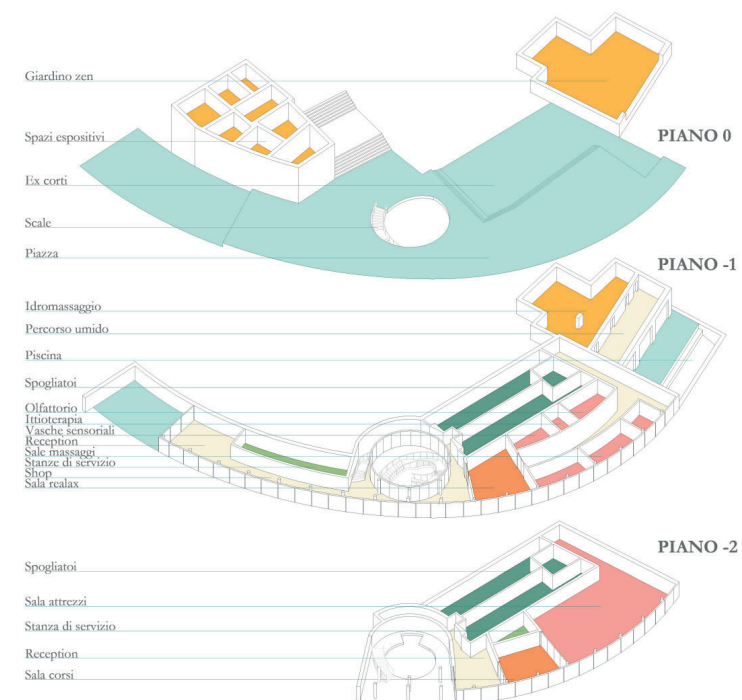 Giardino zen
Spazi espositivi
PIANO 0
Ex corti
Scale
Piazza
PIANO -1
Idromassaggio
Percorso umido
Piscina
Spogliatoi
Olfattorio
Ittioterapia
Vasche sensoriali
Reception
Sale massaggi
Stanze di servizio
Shop
Sala realax
PIANO -2
Spogliatoi
Sala attrezzi
Stanza di servizio
Reception
Sala corsi